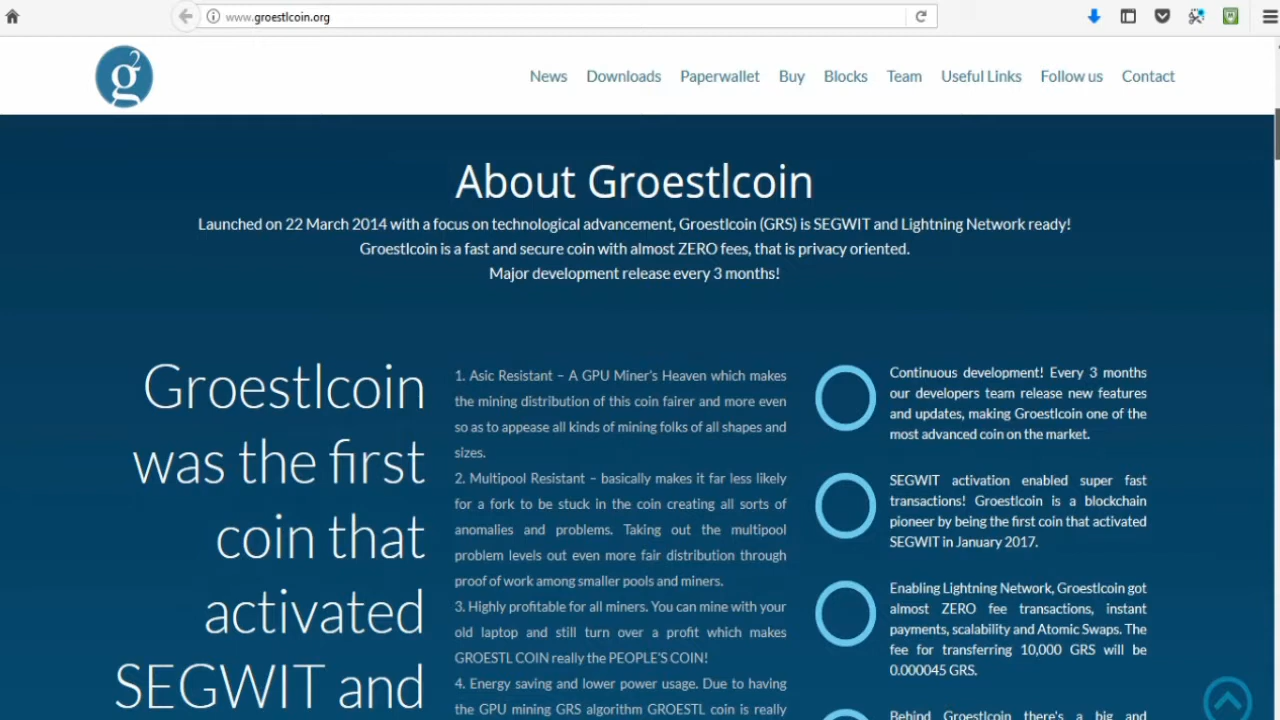 www.groestlcoin.org
g2
News Downloads Paperwallet Buy Blocks Team Useful Links Follow us Contact
About Groestlcoin
Launched on 22 March 2014 with a focus on technological advancement, Groestlcoin (GRS) is SEGWIT and Lightning Network ready!
Groestlcoin is a fast and secure coin with almost ZERO fees, that is privacy oriented.
Major development release every 3 months!
Groestlcoin
was the first
coin that
activated
SEGWIT and
1. Asic Resistant – A GPU Miner's Heaven which makes
the mining distribution of this coin fairer and more even
so as to appease all kinds of mining folks of all shapes and
sizes.
2. Multipool Resistant – basically makes it far less likely
for a fork to be stuck in the coin creating all sorts of
anomalies and problems. Taking out the multipool
problem levels out even more fair distribution through
proof of work among smaller pools and miners.
3. Highly profitable for all miners. You can mine with your
old laptop and still turn over a profit which makes
GROESTL COIN really the PEOPLE'S COIN!
4. Energy saving and lower power usage. Due to having
the GPU mining GRS algorithm GROESTL coin is really
Continuous development! Every 3 months
our developers team release new features
and updates, making Groestlcoin one of the
most advanced coin on the market.
SEGWIT activation enabled super fast
transactions! Groestlcoin is a blockchain
pioneer by being the first coin that activated
SEGWIT in January 2017.
Enabling Lightning Network, Groestlcoin got
almost ZERO fee transactions, instant
payments, scalability and Atomic Swaps. The
fee for transferring 10,000 GRS will be
0.000045 GRS.
Behind Groestlcoin there's a big and